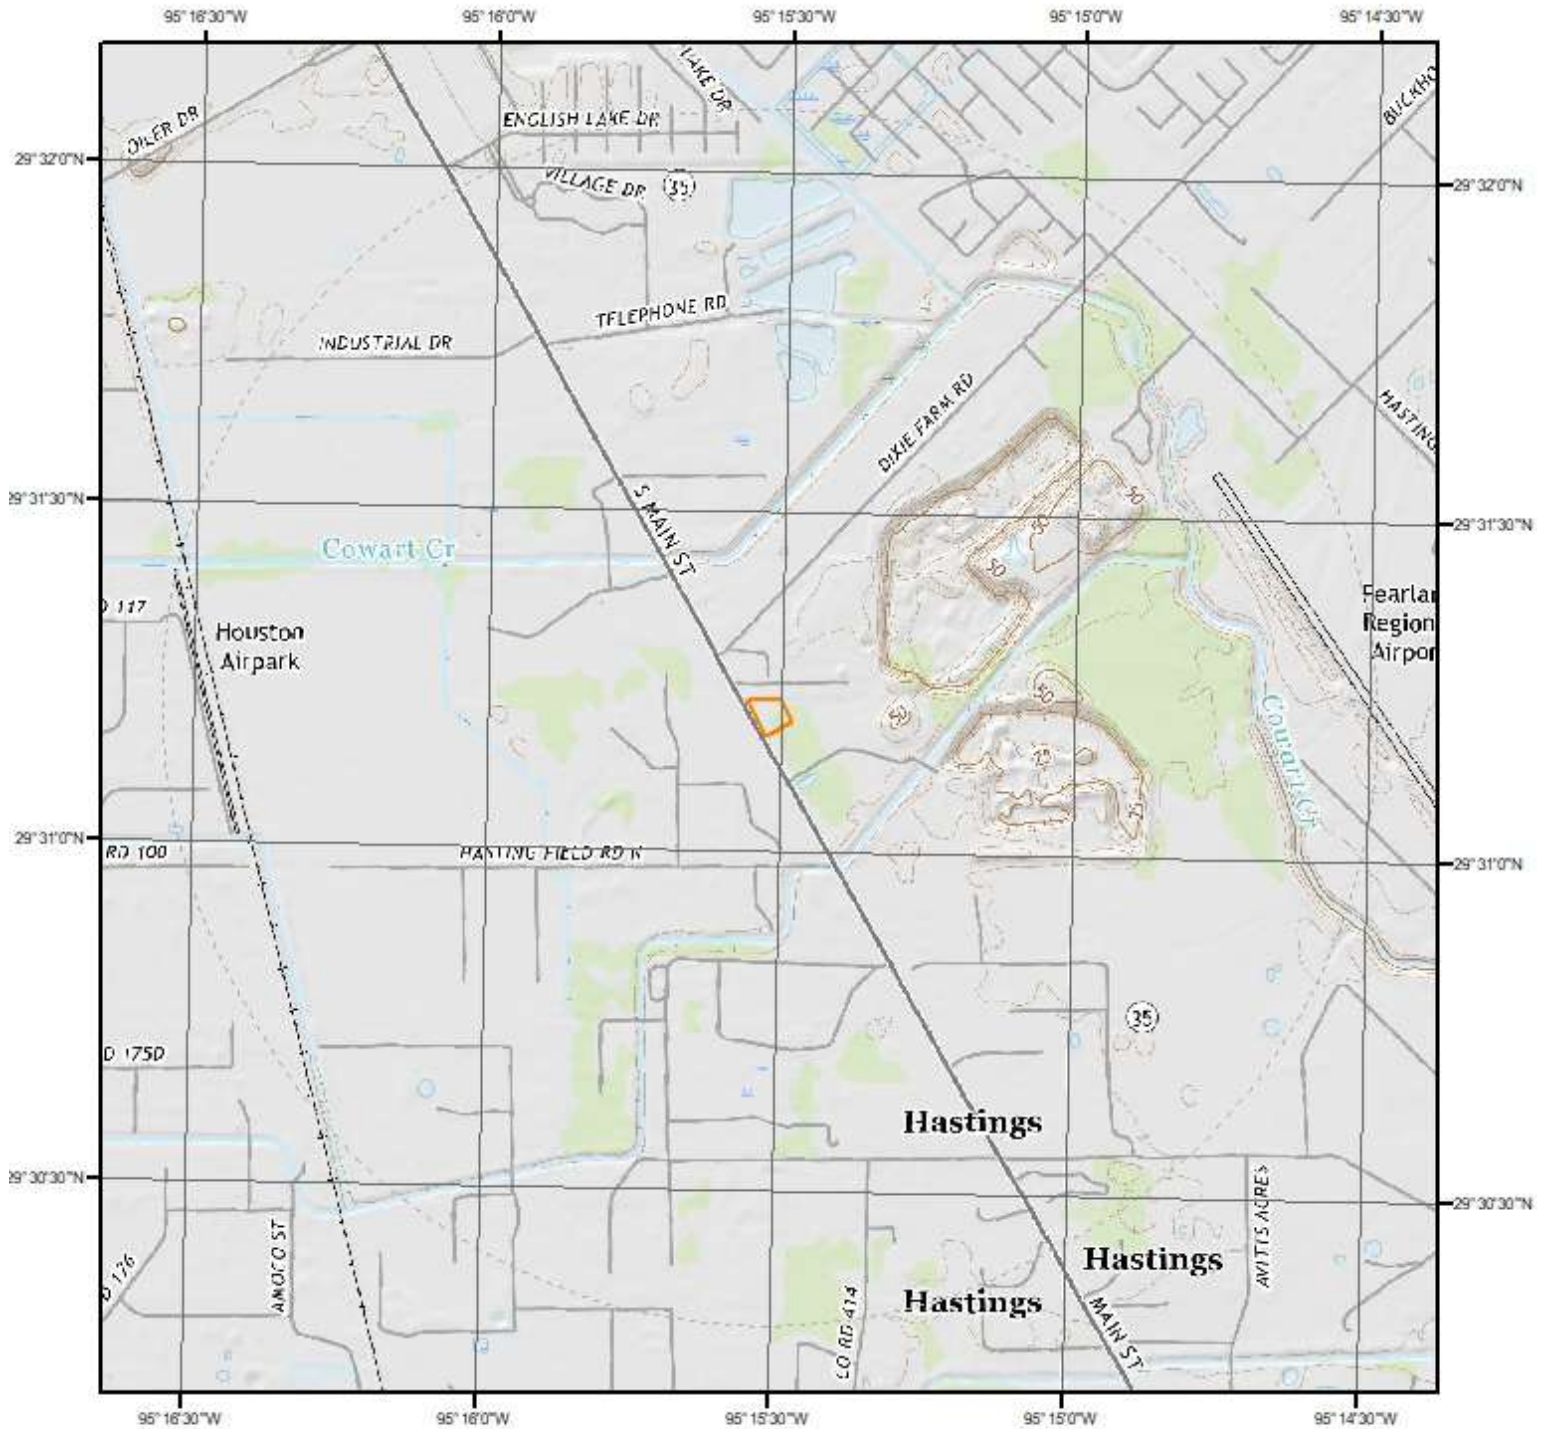 95°16'30"W 95°16'0"W 95°15'30"W 95°15'0"W 95°14'30"W
LAKE DR
OILER DR
ENGLISH LAKE DR
29°32'0"N
VILLAGE DR 35
29°32'0"N
TELEPHONE RD
INDUSTRIAL DR
DIXIE FARM RD
HASTING
29°31'30"N
50
S MAIN ST
50
29°31'30"N
Cowart Cr
50
Houston
Airpark
Fearlar
Region
Airpor
117
50
50
Cowart Cr
25
25
29°31'0"N
RD 100
HASTING FIELD RD N
29°31'0"N
35
D 175D
Hastings
29°30'30"N
29°30'30"N
AMOCO ST
AVITTS ACRES
D 176
Hastings
Hastings
CO RD 414
MAIN ST
95°16'30"W 95°16'0"W 95°15'30"W 95°15'0"W 95°14'30"W